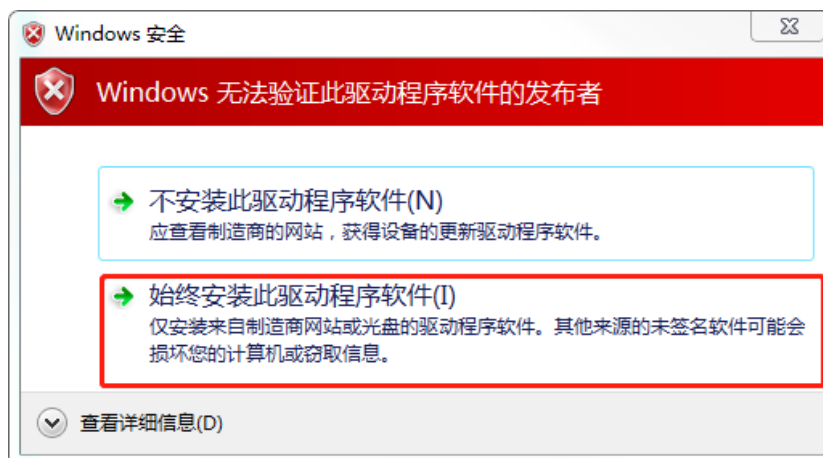 Windows 安全
Windows 无法验证此驱动程序软件的发布者
不安装此驱动程序软件(N)
应查看制造商的网站，获得设备的更新驱动程序软件。
始终安装此驱动程序软件(I)
仅安装来自制造商网站或光盘的驱动程序软件。其他来源的未签名软件可能会
损坏您的计算机或窃取信息。
查看详细信息(D)